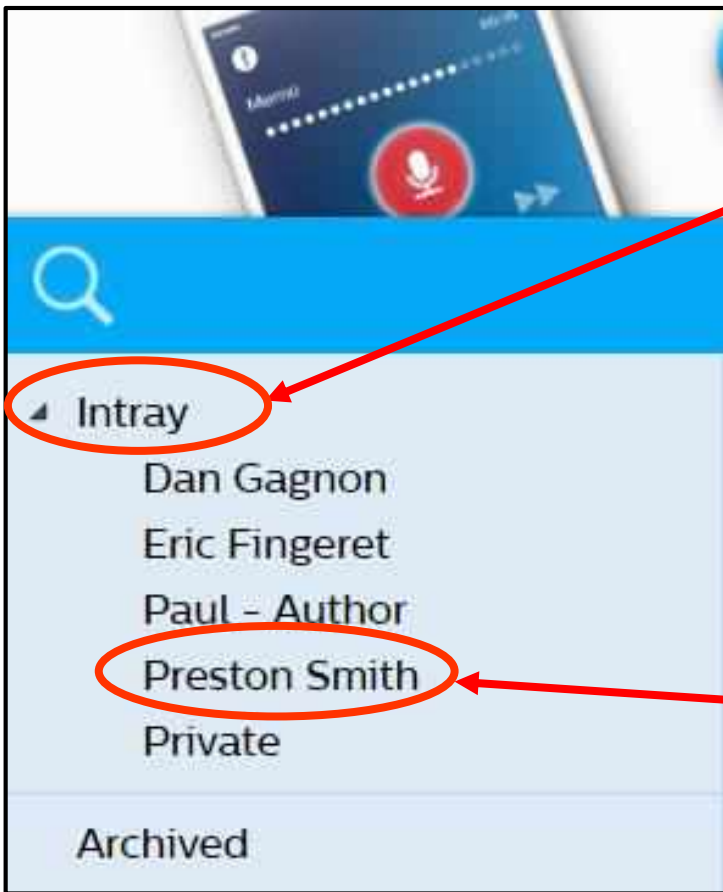 Memo
Intray
Dan Gagnon
Eric Fingeret
Paul - Author
Preston Smith
Private
Archived